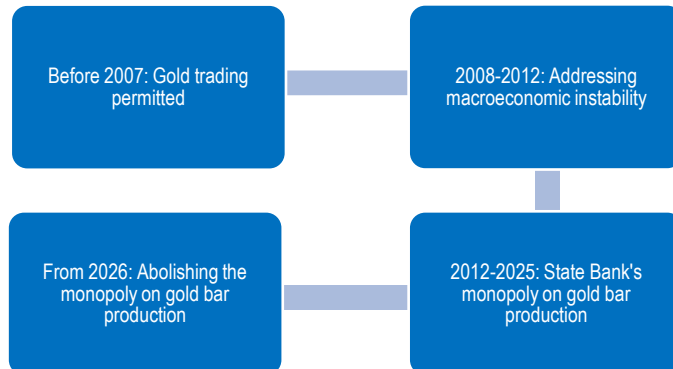 Before 2007: Gold trading
permitted
2008-2012: Addressing
macroeconomic instability
2012-2025: State Bank's
monopoly on gold bar
production
From 2026: Abolishing the
monopoly on gold bar
production